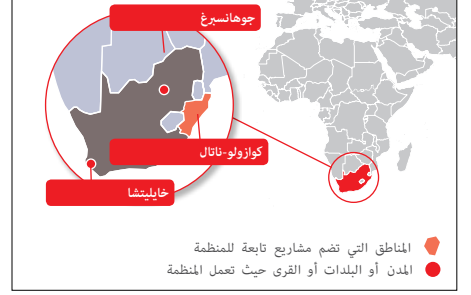 جوهانسبرغ
كوازولو-ناتال
خايليتشا
المناطق التي تضم مشاريع تابعة للمنظمة
المدن أو البلدات أو القرى حيث تعمل المنظمة